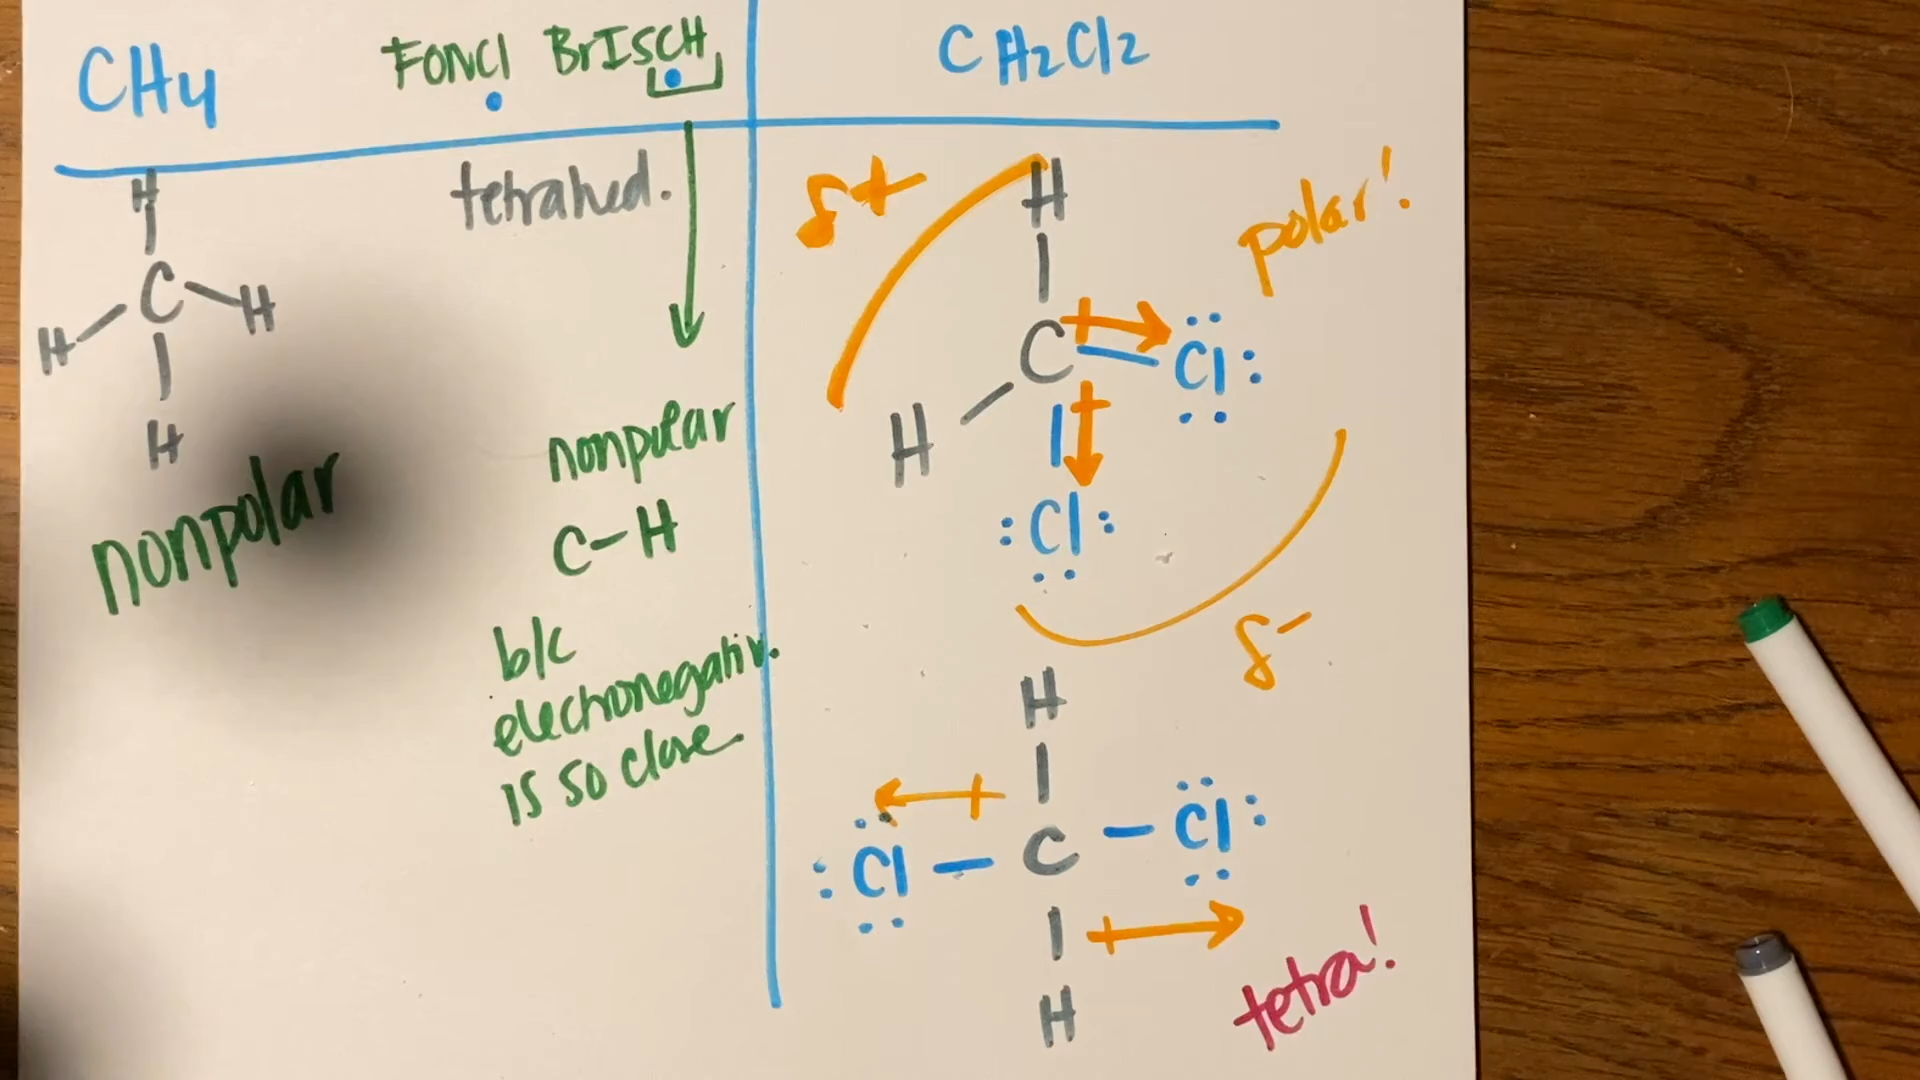 CH4
FONCl BrISCH
tetrahed.
H
C
H
H
H
nonpolar
nonpolar
C-H
b/c
electronegativ.
is so close
CH2Cl2
δ+
H
polar!
C
Cl
H
Cl
δ-
H
Cl
C
Cl
H
tetra!